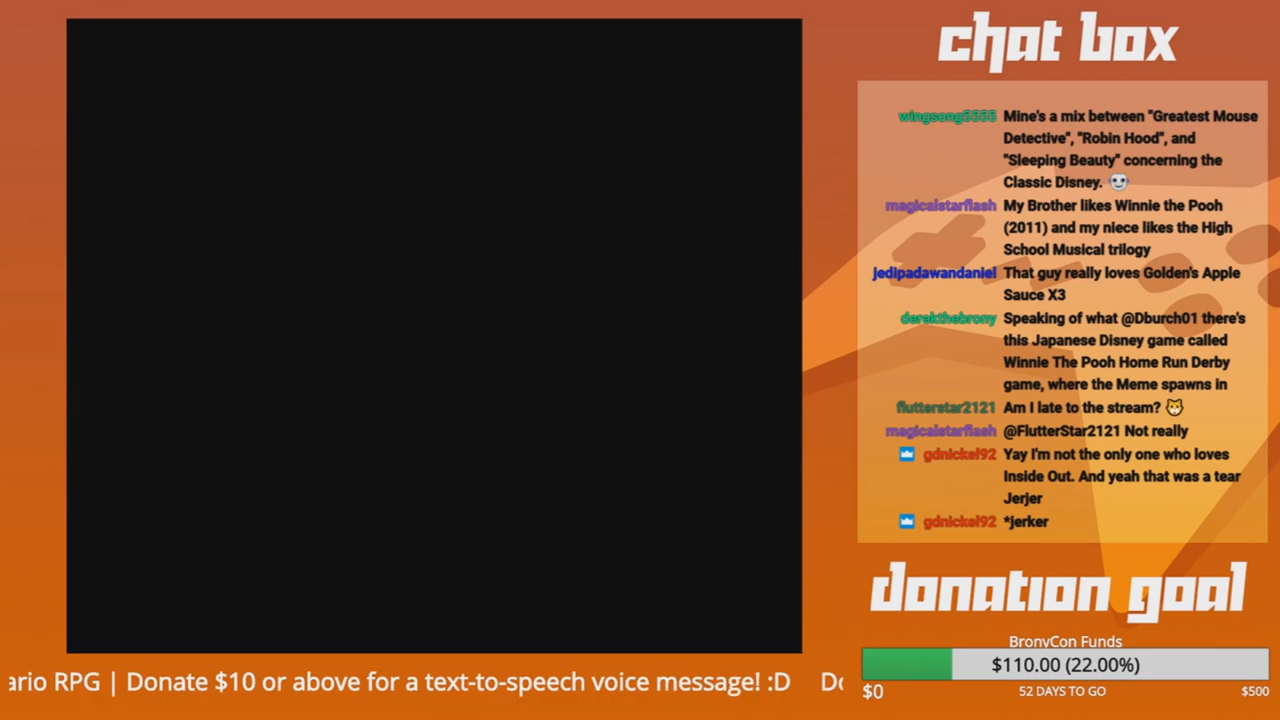 chat box
wingsong5555 Mine's a mix between "Greatest Mouse
Detective", "Robin Hood", and
"Sleeping Beauty" concerning the
Classic Disney.
magicalstarflash My Brother likes Winnie the Pooh
(2011) and my niece likes the High
School Musical trilogy
jedipadawandaniel That guy really loves Golden's Apple
Sauce X3
derekthebrony Speaking of what @Dburch01 there's
this Japanese Disney game called
Winnie The Pooh Home Run Derby
game, where the Meme spawns in
flutterstar2121 Am I late to the stream?
magicalstarflash @FlutterStar2121 Not really
gdnickel92 Yay I'm not the only one who loves
Inside Out. And yeah that was a tear
Jerjer
gdnickel92 *jerker
donation goal
BronyCon Funds
$110.00 (22.00%)
$0 52 DAYS TO GO $500
ario RPG | Donate $10 or above for a text-to-speech voice message! :D Do